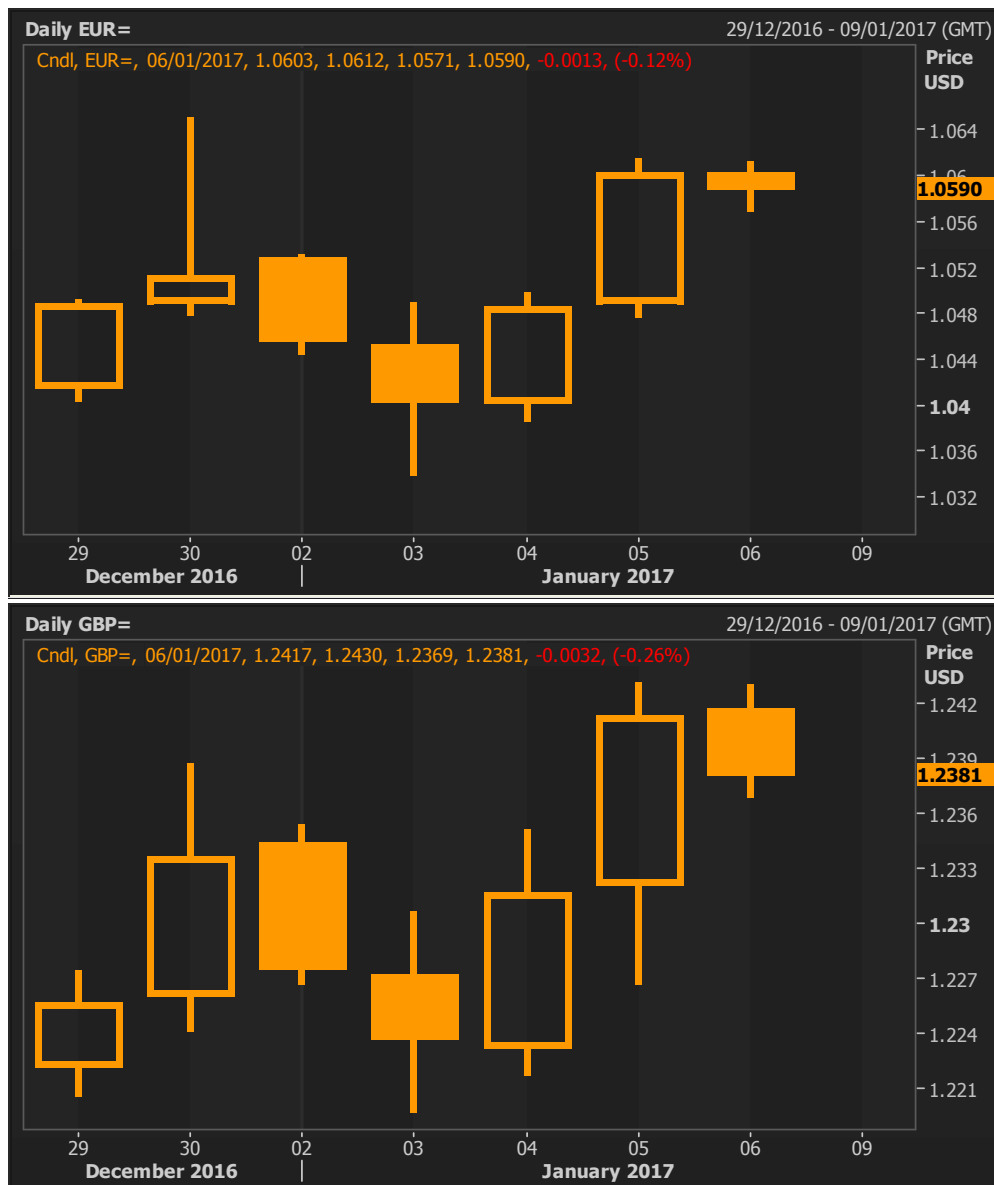 Daily EUR= 29/12/2016 - 09/01/2017 (GMT)
Cndl, EUR=, 06/01/2017, 1.0603, 1.0612, 1.0571, 1.0590, -0.0013, (-0.12%)
Price
USD
1.064
1.06
1.0590
1.056
1.052
1.048
1.044
1.04
1.036
1.032
29 30 02 03 04 05 06 09
December 2016 January 2017
Daily GBP= 29/12/2016 - 09/01/2017 (GMT)
Cndl, GBP=, 06/01/2017, 1.2417, 1.2430, 1.2369, 1.2381, -0.0032, (-0.26%)
Price
USD
1.242
1.239
1.2381
1.236
1.233
1.23
1.227
1.224
1.221
29 30 02 03 04 05 06 09
December 2016 January 2017